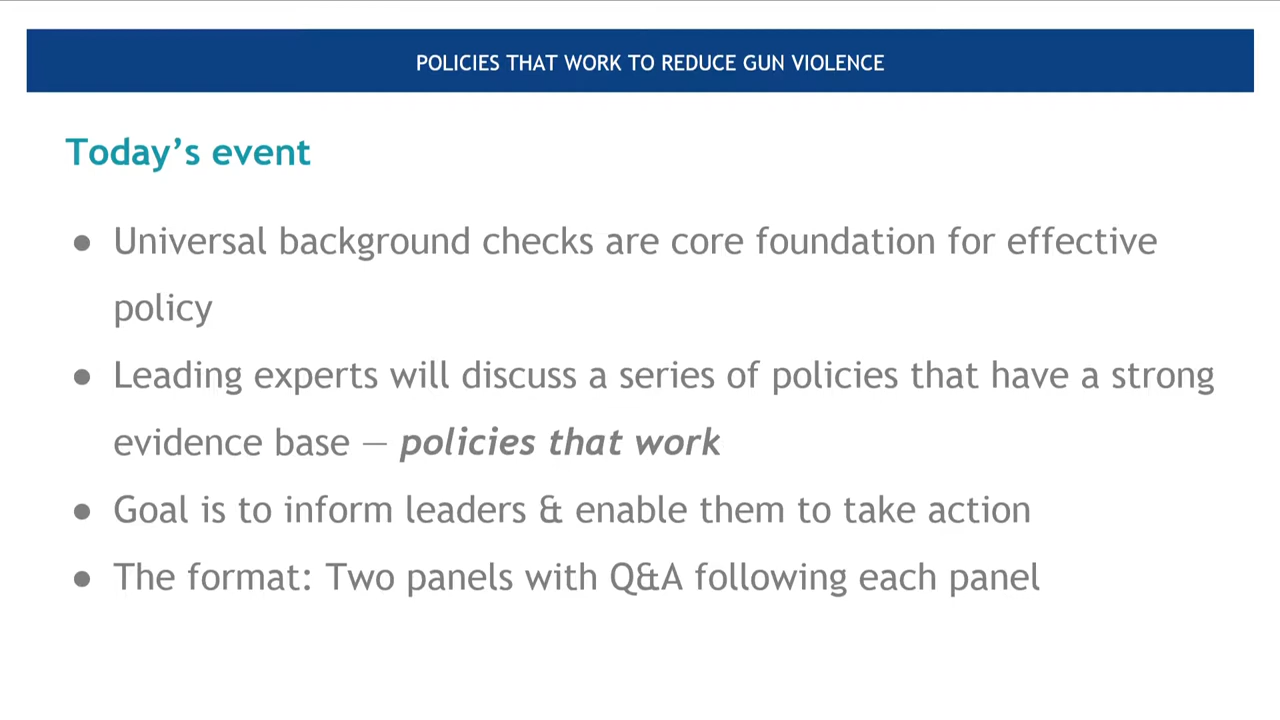 POLICIES THAT WORK TO REDUCE GUN VIOLENCE
Today’s event
● Universal background checks are core foundation for effective
policy
● Leading experts will discuss a series of policies that have a strong
evidence base — policies that work
● Goal is to inform leaders & enable them to take action
● The format: Two panels with Q&A following each panel